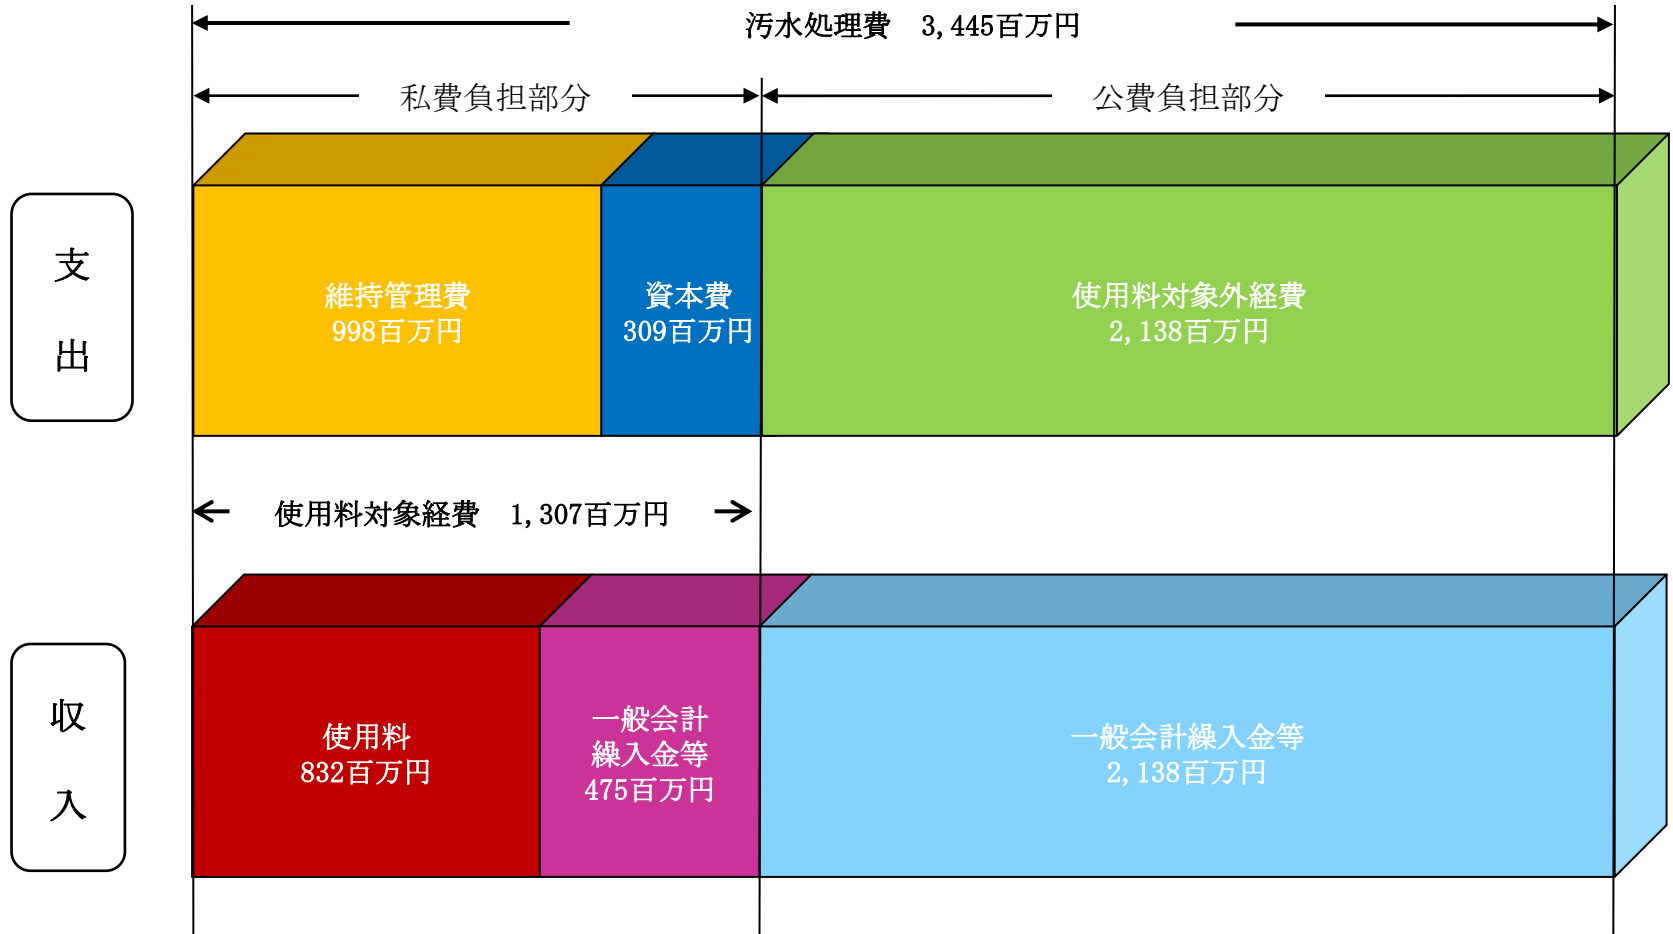 汚水処理費　3,445百万円
私費負担部分
公費負担部分
支
出
維持管理費
998百万円
資本費
309百万円
使用料対象外経費
2,138百万円
使用料対象経費　1,307百万円
収
入
使用料
832百万円
一般会計
繰入金等
475百万円
一般会計繰入金等
2,138百万円